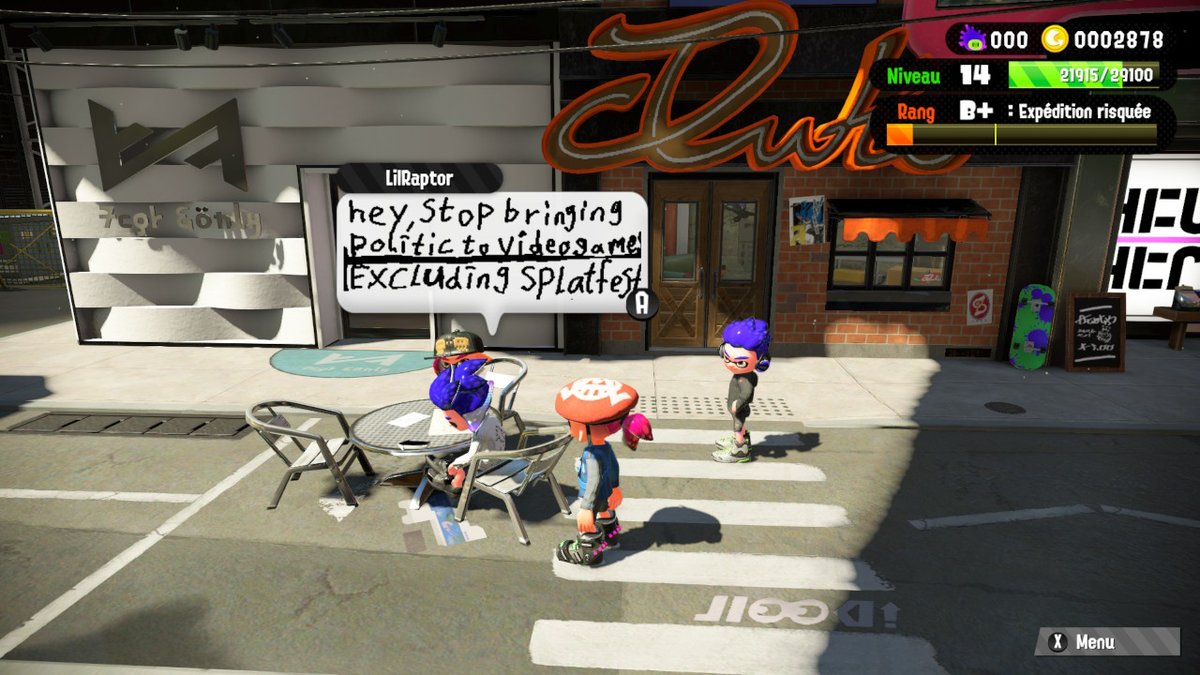 000 0002878
Niveau 14 21915/29100
Rang B+ : Expédition risquée
LilRaptor
hey, Stop bringing
politic to videogame
EXCLUDING Splatfest
A
X Menu